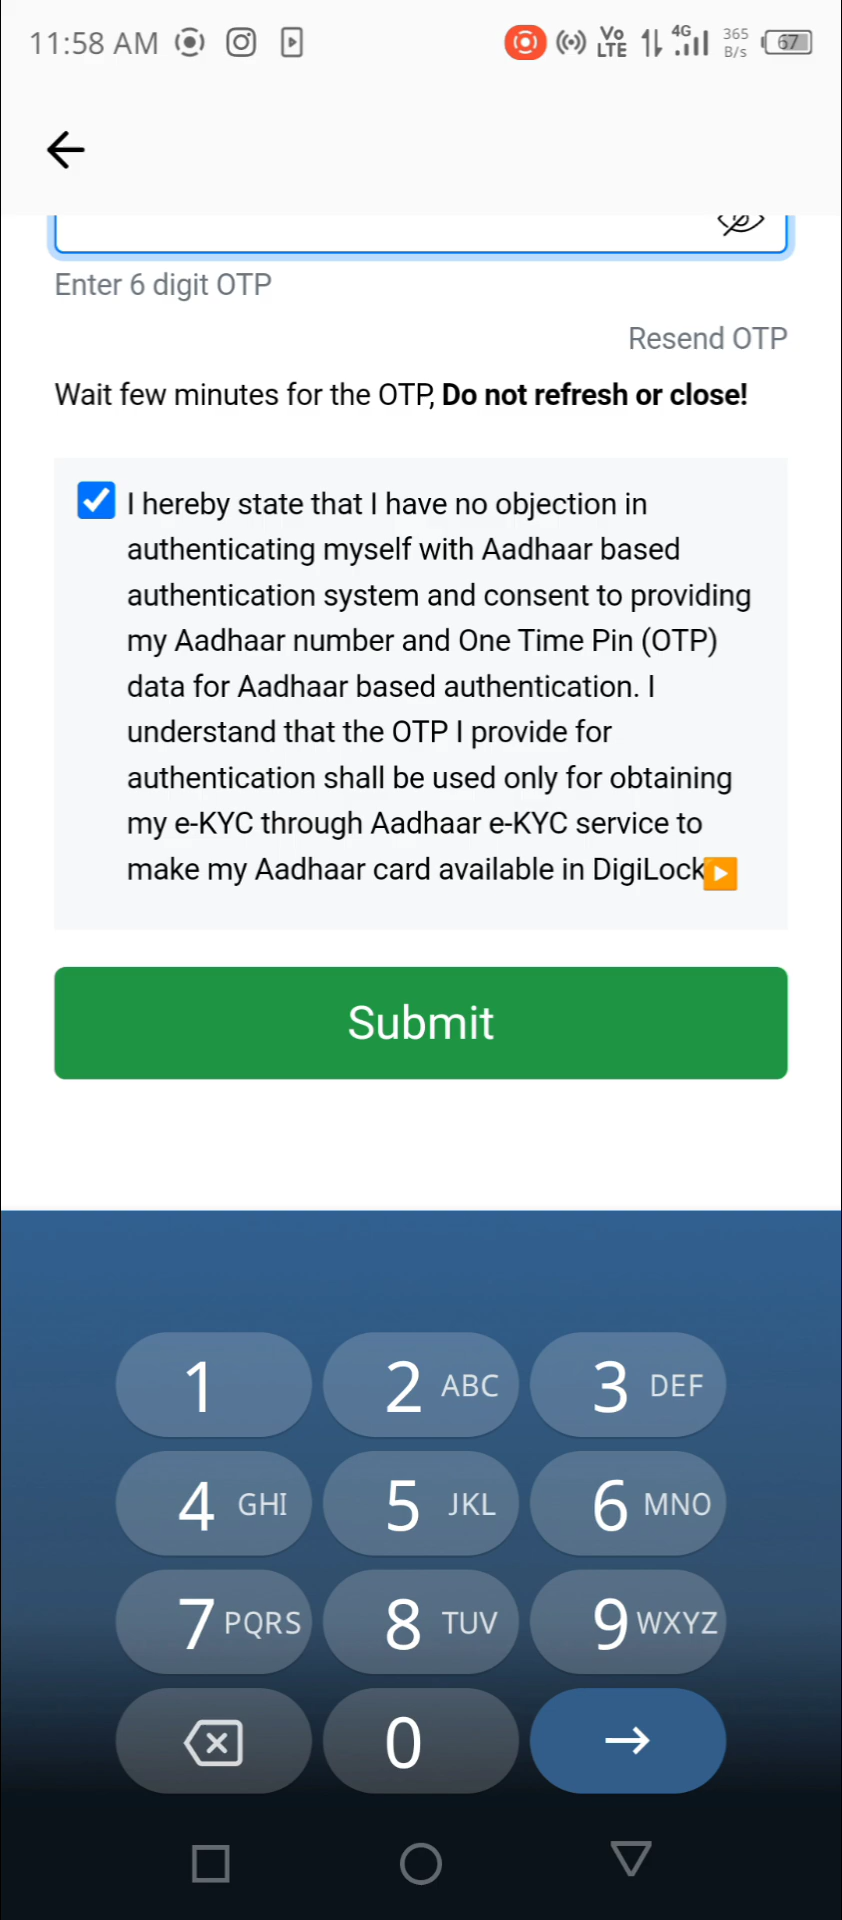 11:58 AM
Vo LTE 4G 365 B/s 67
Enter 6 digit OTP
Resend OTP
Wait few minutes for the OTP, Do not refresh or close!
I hereby state that I have no objection in
authenticating myself with Aadhaar based
authentication system and consent to providing
my Aadhaar number and One Time Pin (OTP)
data for Aadhaar based authentication. I
understand that the OTP I provide for
authentication shall be used only for obtaining
my e-KYC through Aadhaar e-KYC service to
make my Aadhaar card available in DigiLock
Submit
1 2 ABC 3 DEF
4 GHI 5 JKL 6 MNO
7 PQRS 8 TUV 9 WXYZ
0